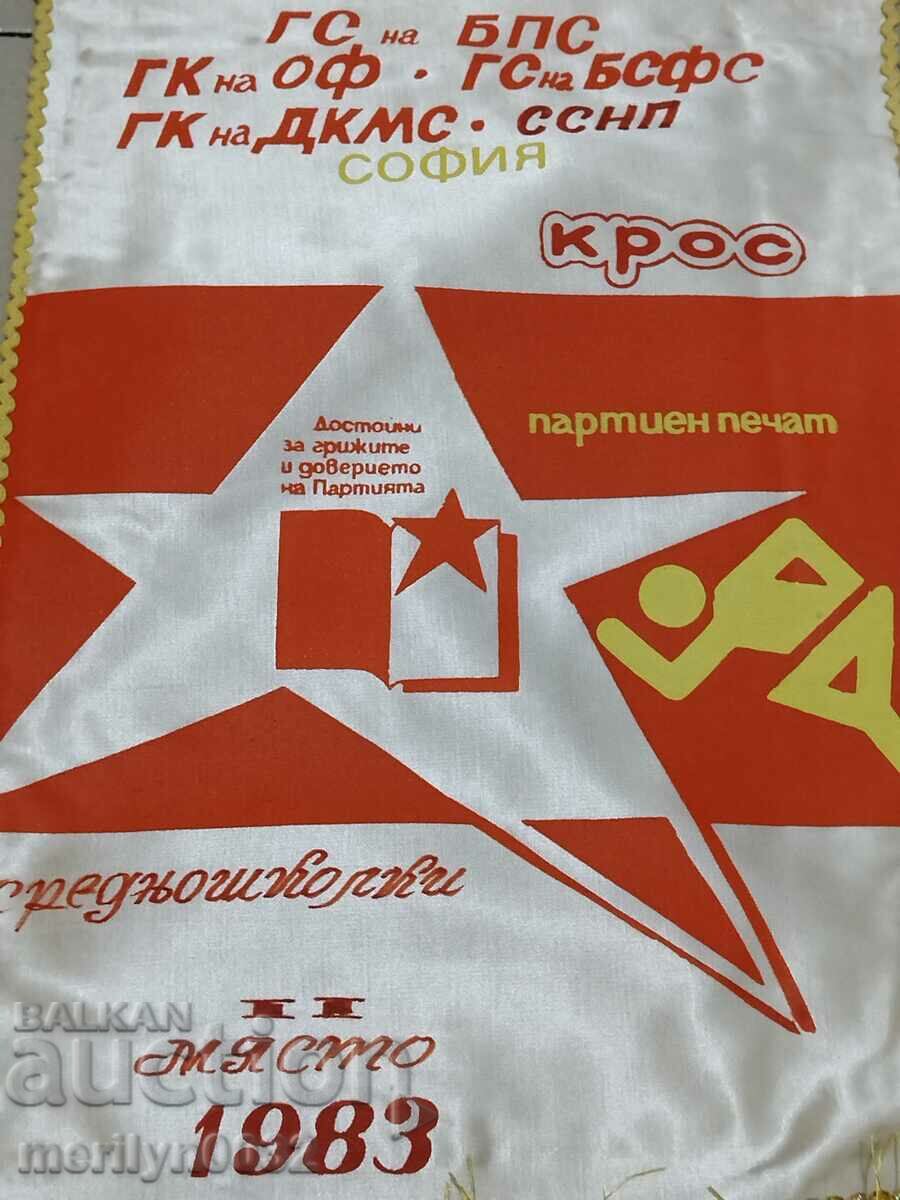 ГС на БПС
ГК на ОФ · ГС на БСФС
ГК на ДКМС · ССНП
СОФИЯ
крос
партиен печат
Достойни
за грижите
и доверието
на Партията
средношколки
II
място
1983
BALKAN
auction
merilyn0132